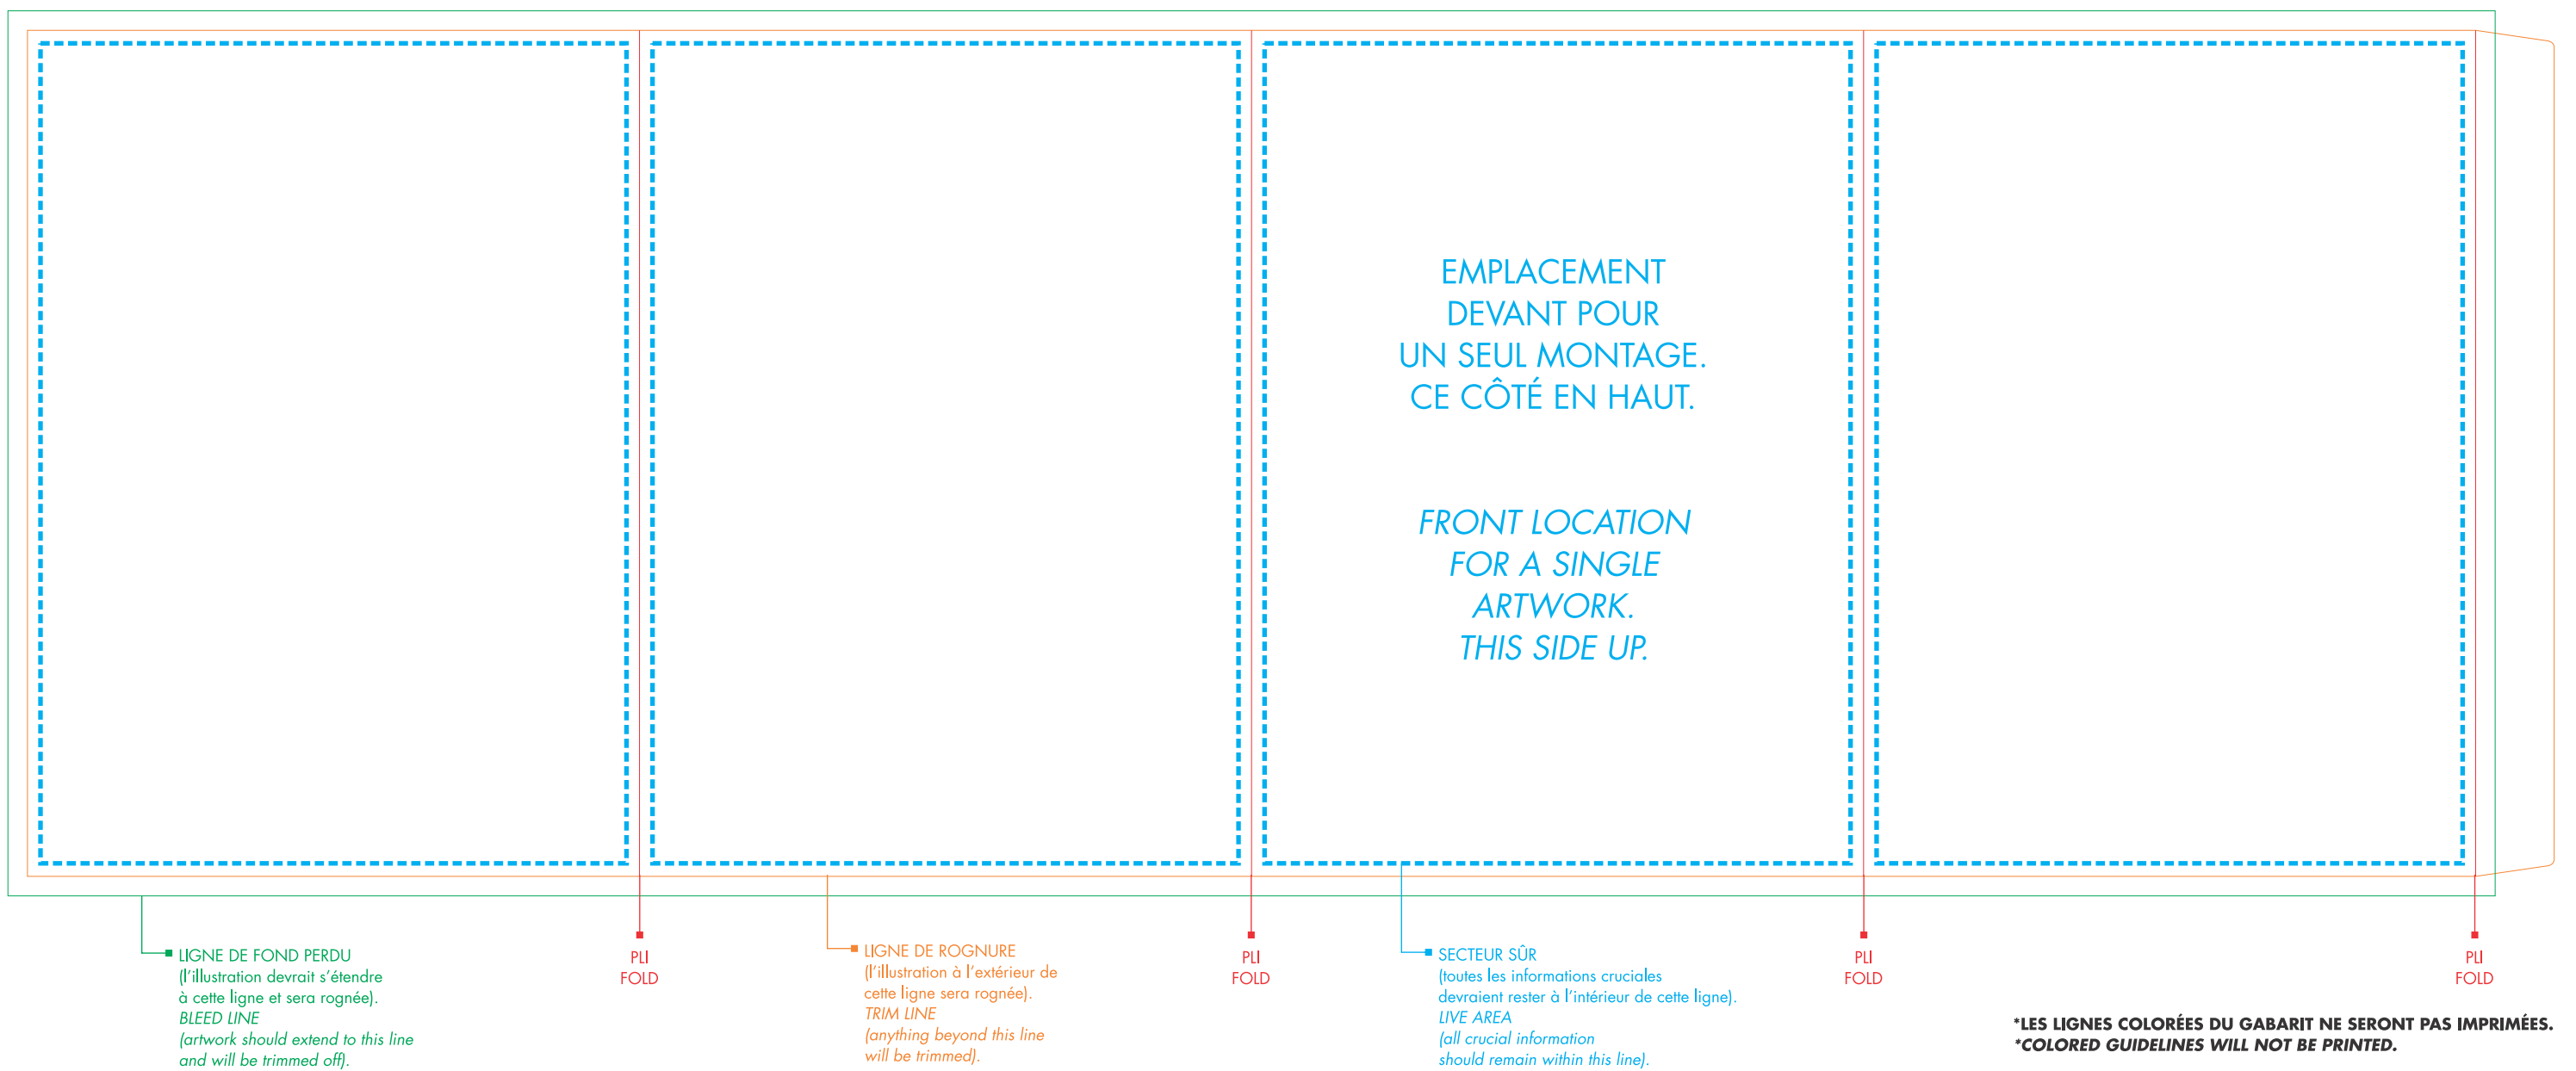 EMPLACEMENT
DEVANT POUR
UN SEUL MONTAGE.
CE CÔTÉ EN HAUT.
FRONT LOCATION
FOR A SINGLE
ARTWORK.
THIS SIDE UP.
LIGNE DE FOND PERDU
(l’illustration devrait s’étendre
à cette ligne et sera rognée).
BLEED LINE
(artwork should extend to this line
and will be trimmed off).
PLI
FOLD
LIGNE DE ROGNURE
(l’illustration à l’extérieur de
cette ligne sera rognée).
TRIM LINE
(anything beyond this line
will be trimmed).
PLI
FOLD
SECTEUR SÛR
(toutes les informations cruciales
devraient rester à l’intérieur de cette ligne).
LIVE AREA
(all crucial information
should remain within this line).
PLI
FOLD
PLI
FOLD
*LES LIGNES COLORÉES DU GABARIT NE SERONT PAS IMPRIMÉES.
*COLORED GUIDELINES WILL NOT BE PRINTED.